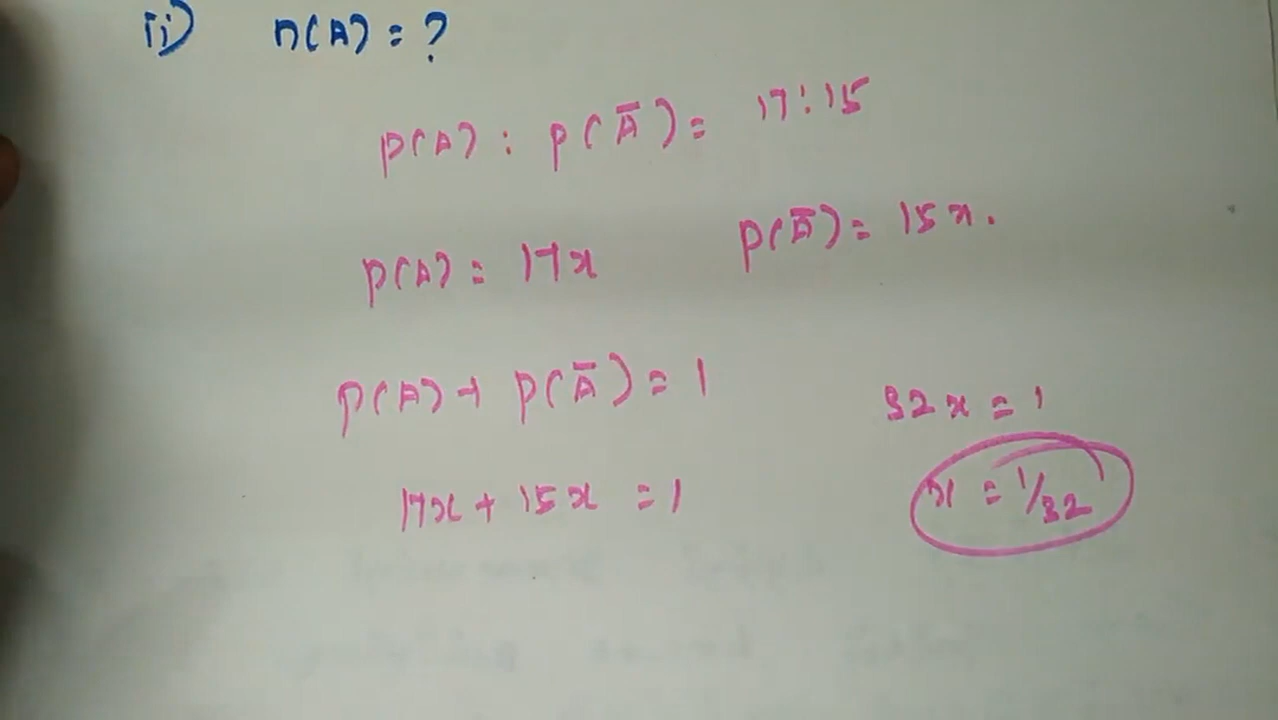 ii) n(A) = ?
P(A) : P(Ā) = 17:15
P(A) = 17x P(Ā) = 15x.
P(A) + P(Ā) = 1
32x = 1
17x + 15x = 1
x = 1/32